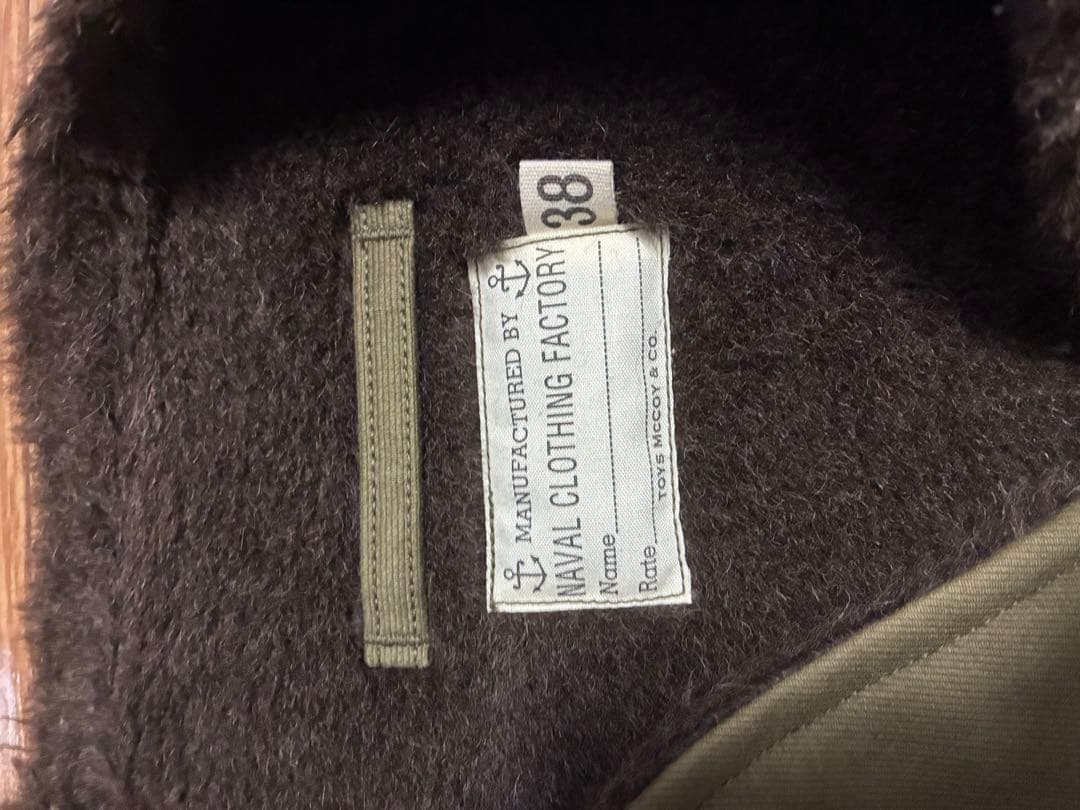 38
MANUFACTURED BY
NAVAL CLOTHING FACTORY
Name
Rate
TOYS McCOY & CO.